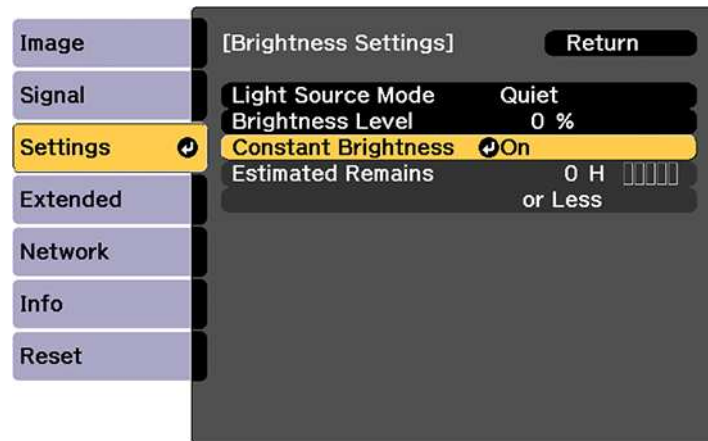 Image
Signal
Settings
Extended
Network
Info
Reset
[Brightness Settings] Return
Light Source Mode Quiet
Brightness Level 0 %
Constant Brightness On
Estimated Remains 0 H
or Less